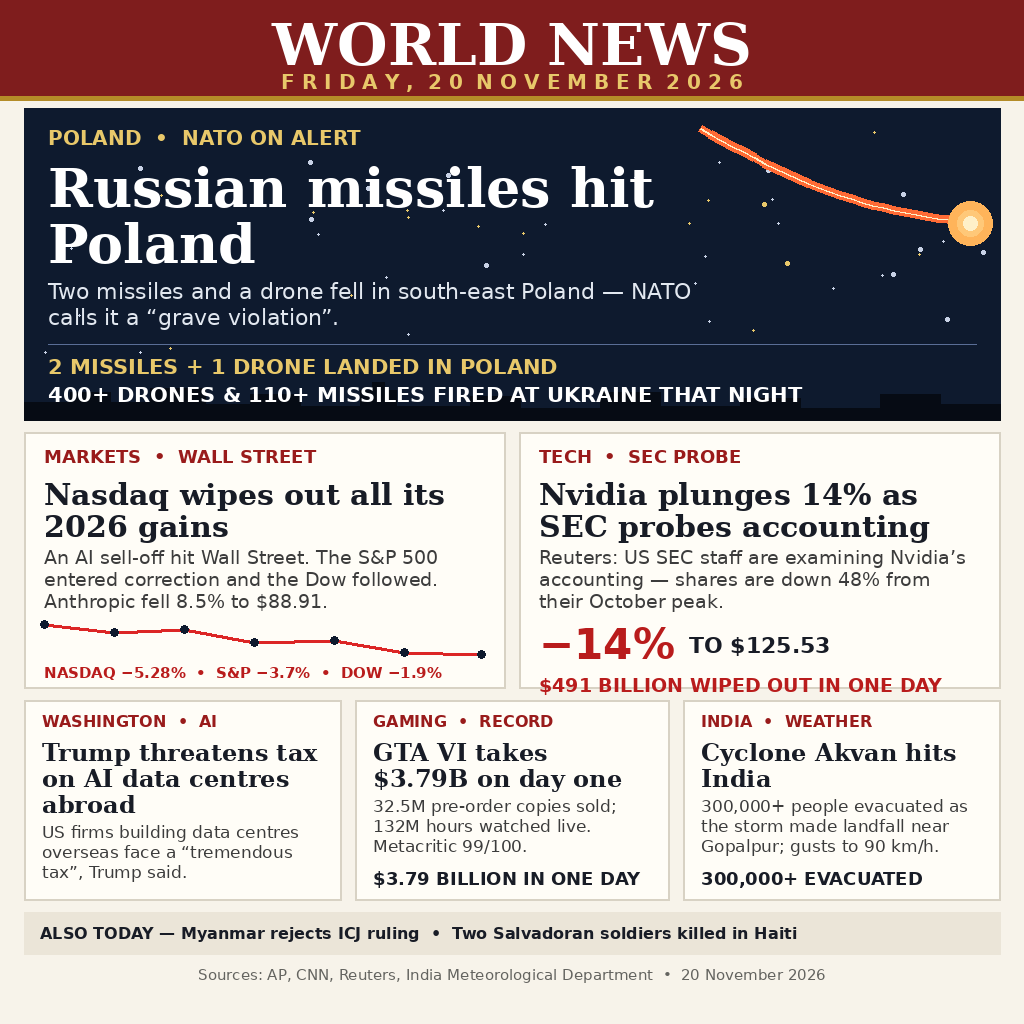 WORLD NEWS
FRIDAY, 20 NOVEMBER 2026
POLAND • NATO ON ALERT
Russian missiles hit
Poland
Two missiles and a drone fell in south-east Poland — NATO
calls it a “grave violation”.
2 MISSILES + 1 DRONE LANDED IN POLAND
400+ DRONES & 110+ MISSILES FIRED AT UKRAINE THAT NIGHT
MARKETS • WALL STREET
Nasdaq wipes out all its
2026 gains
An AI sell-off hit Wall Street. The S&P 500
entered correction and the Dow followed.
Anthropic fell 8.5% to $88.91.
NASDAQ −5.28% • S&P −3.7% • DOW −1.9%
TECH • SEC PROBE
Nvidia plunges 14% as
SEC probes accounting
Reuters: US SEC staff are examining Nvidia’s
accounting — shares are down 48% from
their October peak.
−14% TO $125.53
$491 BILLION WIPED OUT IN ONE DAY
WASHINGTON • AI
Trump threatens tax
on AI data centres
abroad
US firms building data centres
overseas face a “tremendous
tax”, Trump said.
GAMING • RECORD
GTA VI takes
$3.79B on day one
32.5M pre-order copies sold;
132M hours watched live.
Metacritic 99/100.
$3.79 BILLION IN ONE DAY
INDIA • WEATHER
Cyclone Akvan hits
India
300,000+ people evacuated as
the storm made landfall near
Gopalpur; gusts to 90 km/h.
300,000+ EVACUATED
ALSO TODAY — Myanmar rejects ICJ ruling • Two Salvadoran soldiers killed in Haiti
Sources: AP, CNN, Reuters, India Meteorological Department • 20 November 2026